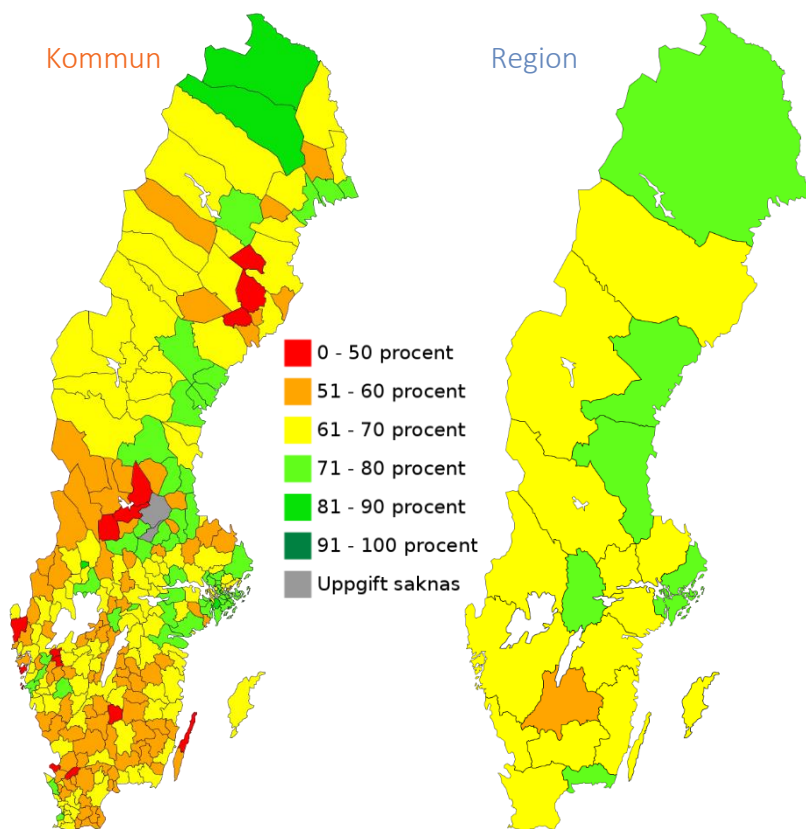 Kommun
Region
0 - 50 procent
51 - 60 procent
61 - 70 procent
71 - 80 procent
81 - 90 procent
91 - 100 procent
Uppgift saknas